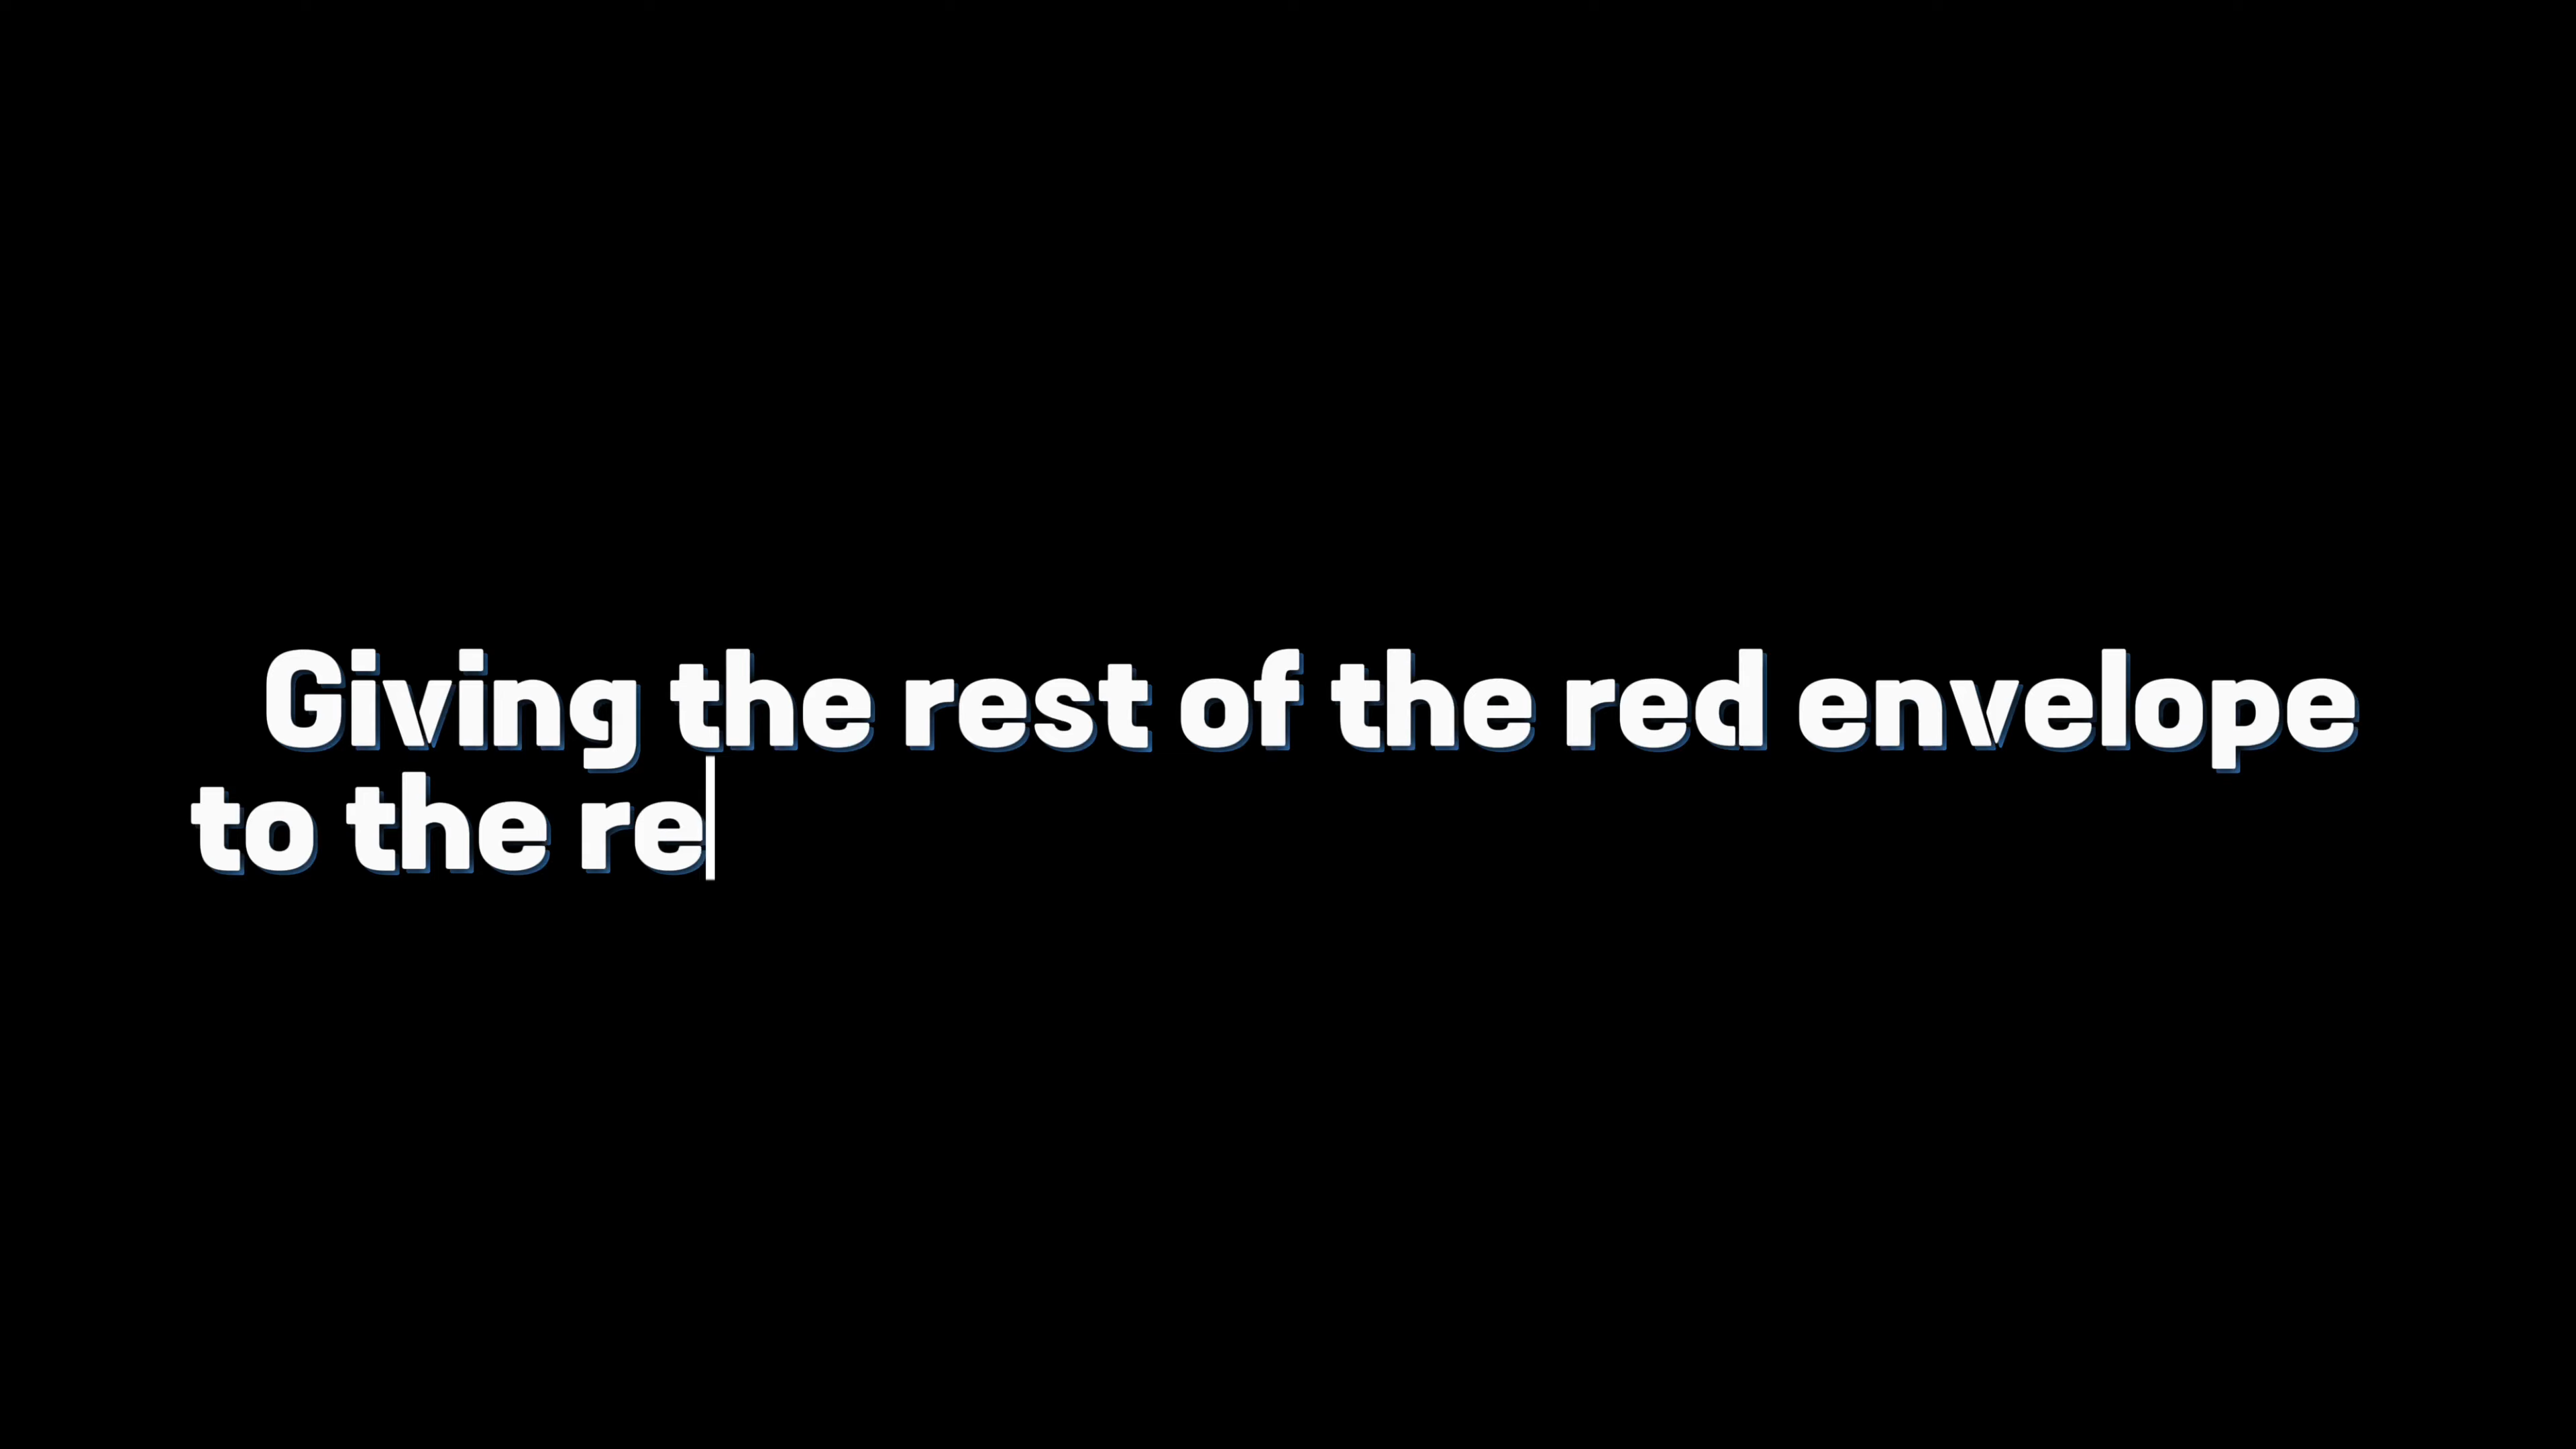 Giving the rest of the red envelope
to the re